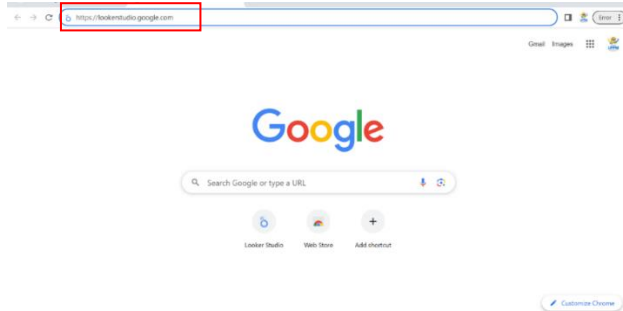 https://lookerstudio.google.com
Error
Gmail Images
Google
Search Google or type a URL
Looker Studio Web Store Add shortcut
Customize Chrome